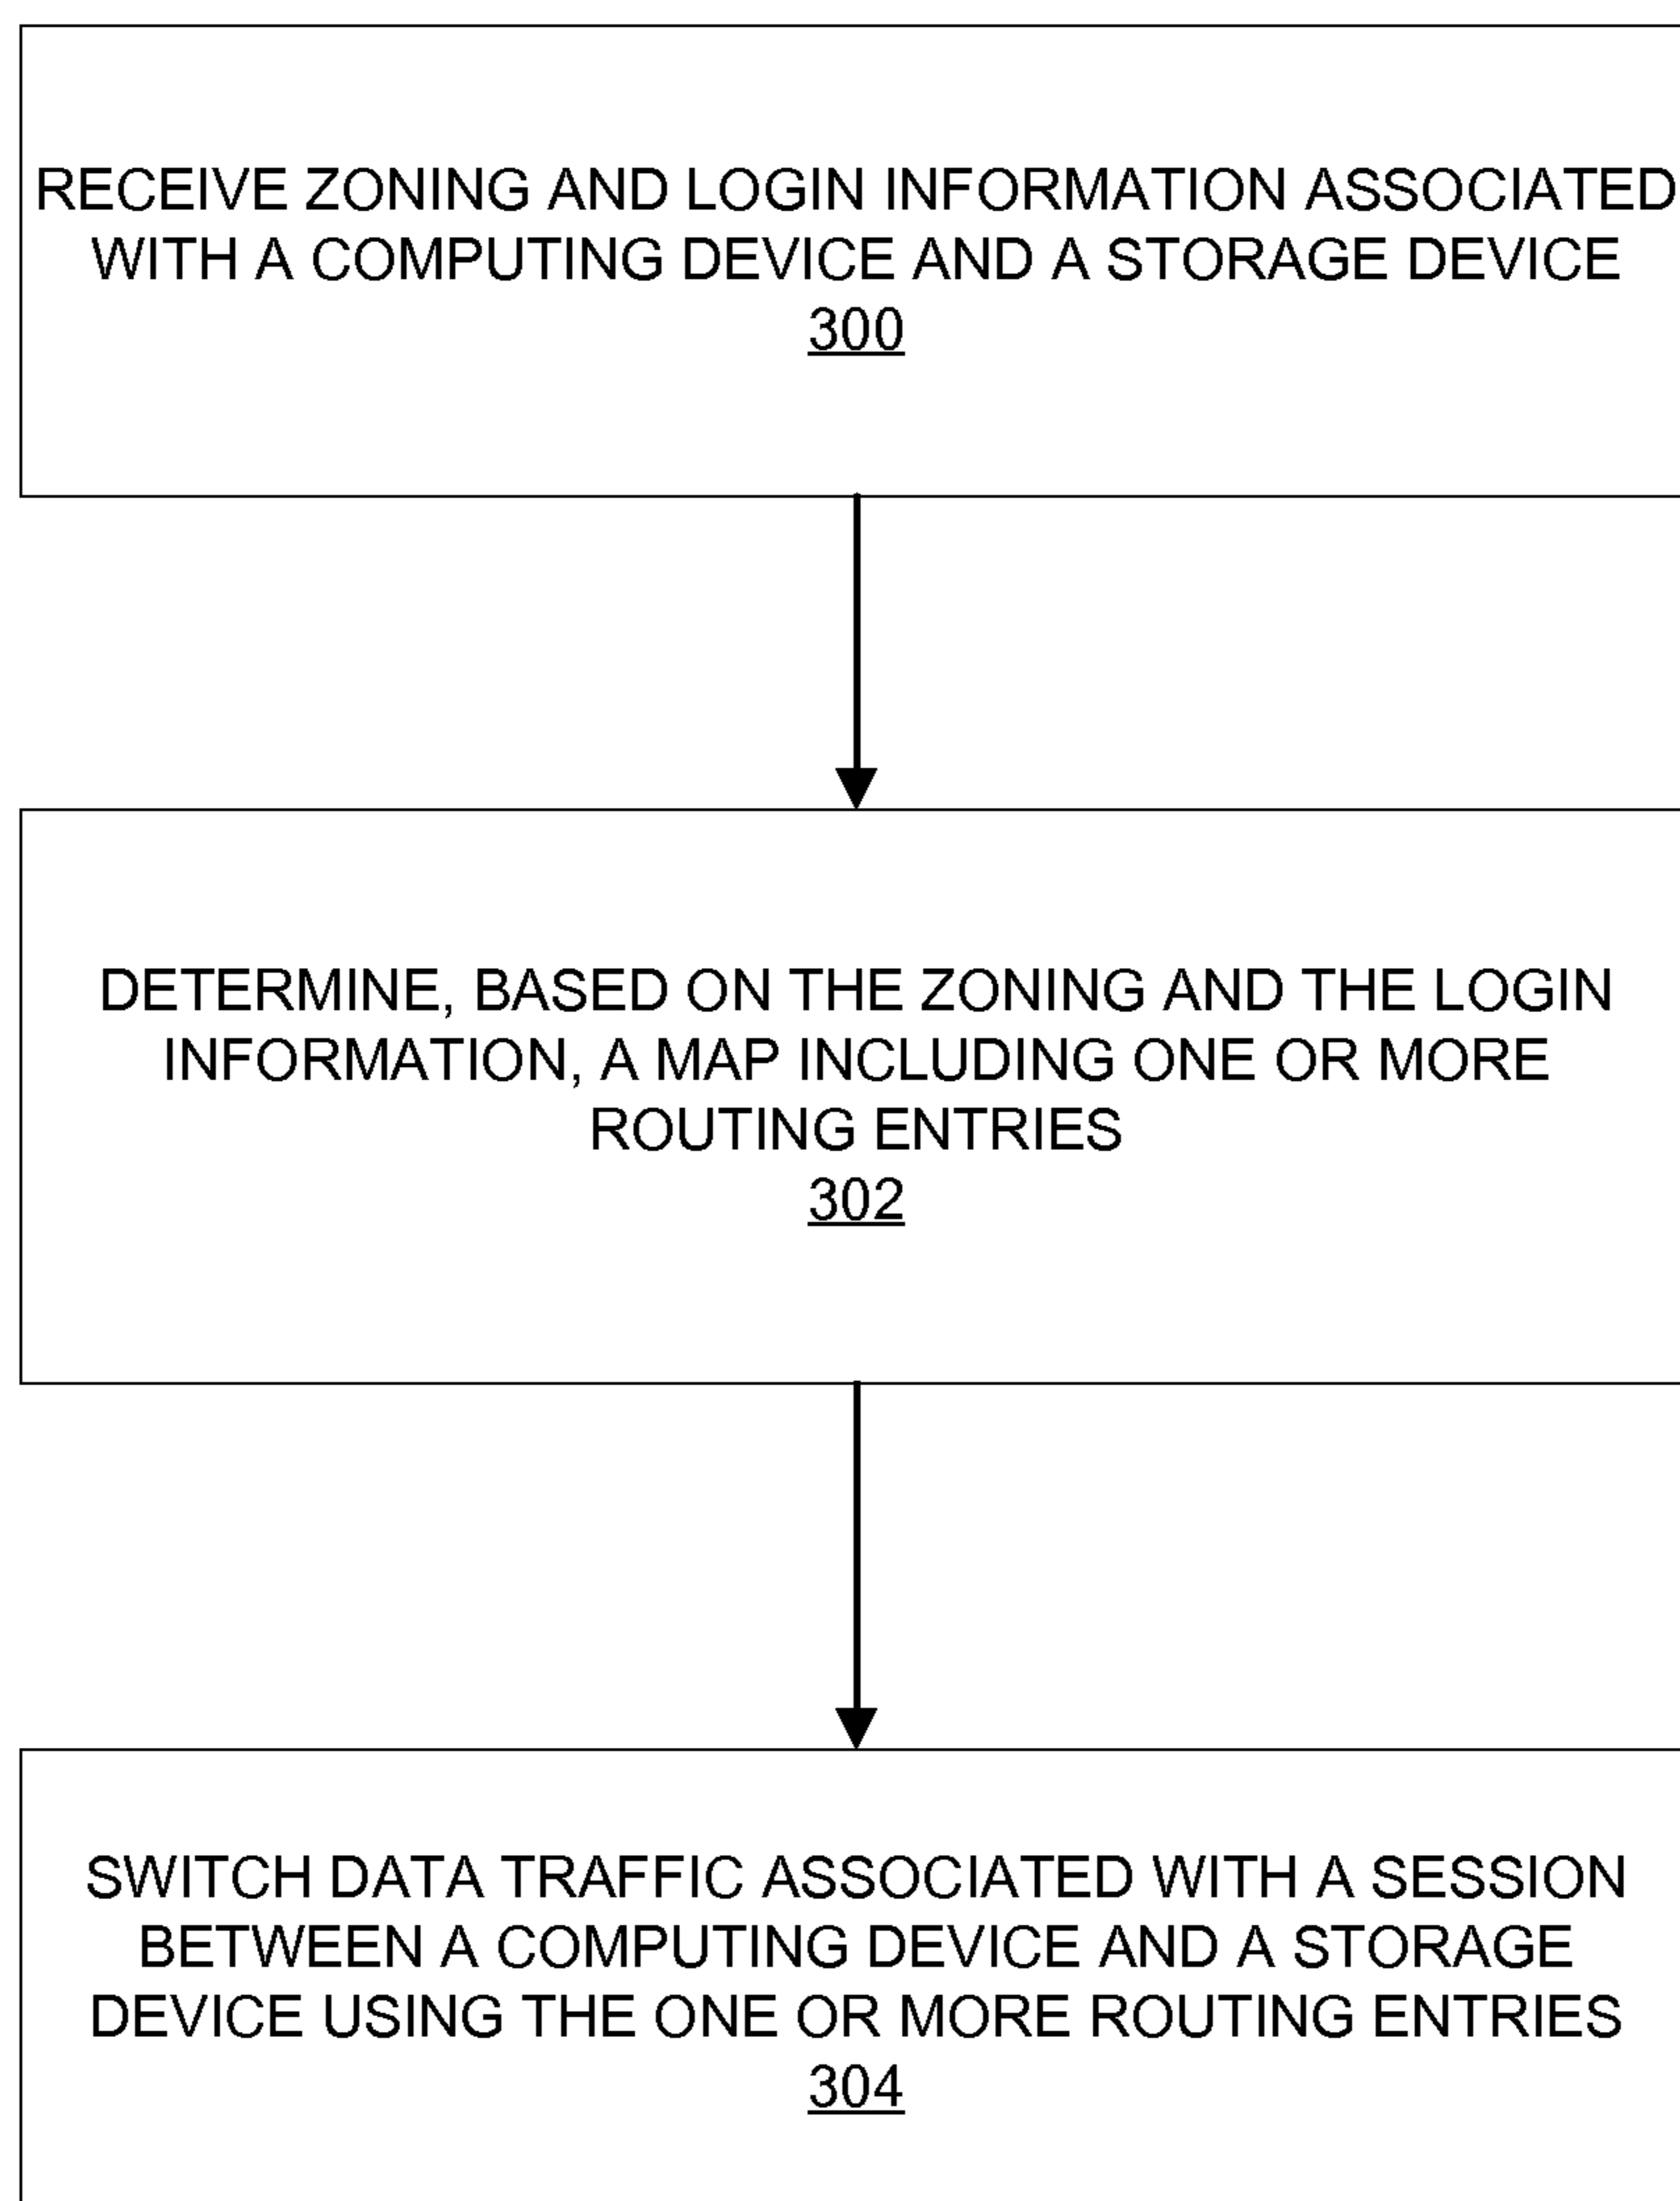 RECEIVE ZONING AND LOGIN INFORMATION ASSOCIATED
WITH A COMPUTING DEVICE AND A STORAGE DEVICE
300
DETERMINE, BASED ON THE ZONING AND THE LOGIN
INFORMATION, A MAP INCLUDING ONE OR MORE
ROUTING ENTRIES
302
SWITCH DATA TRAFFIC ASSOCIATED WITH A SESSION
BETWEEN A COMPUTING DEVICE AND A STORAGE
DEVICE USING THE ONE OR MORE ROUTING ENTRIES
304